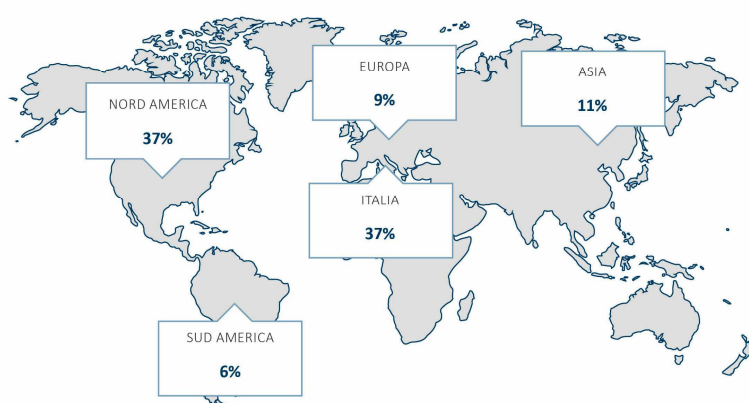 EUROPA
9%
ASIA
11%
NORD AMERICA
37%
ITALIA
37%
SUD AMERICA
6%